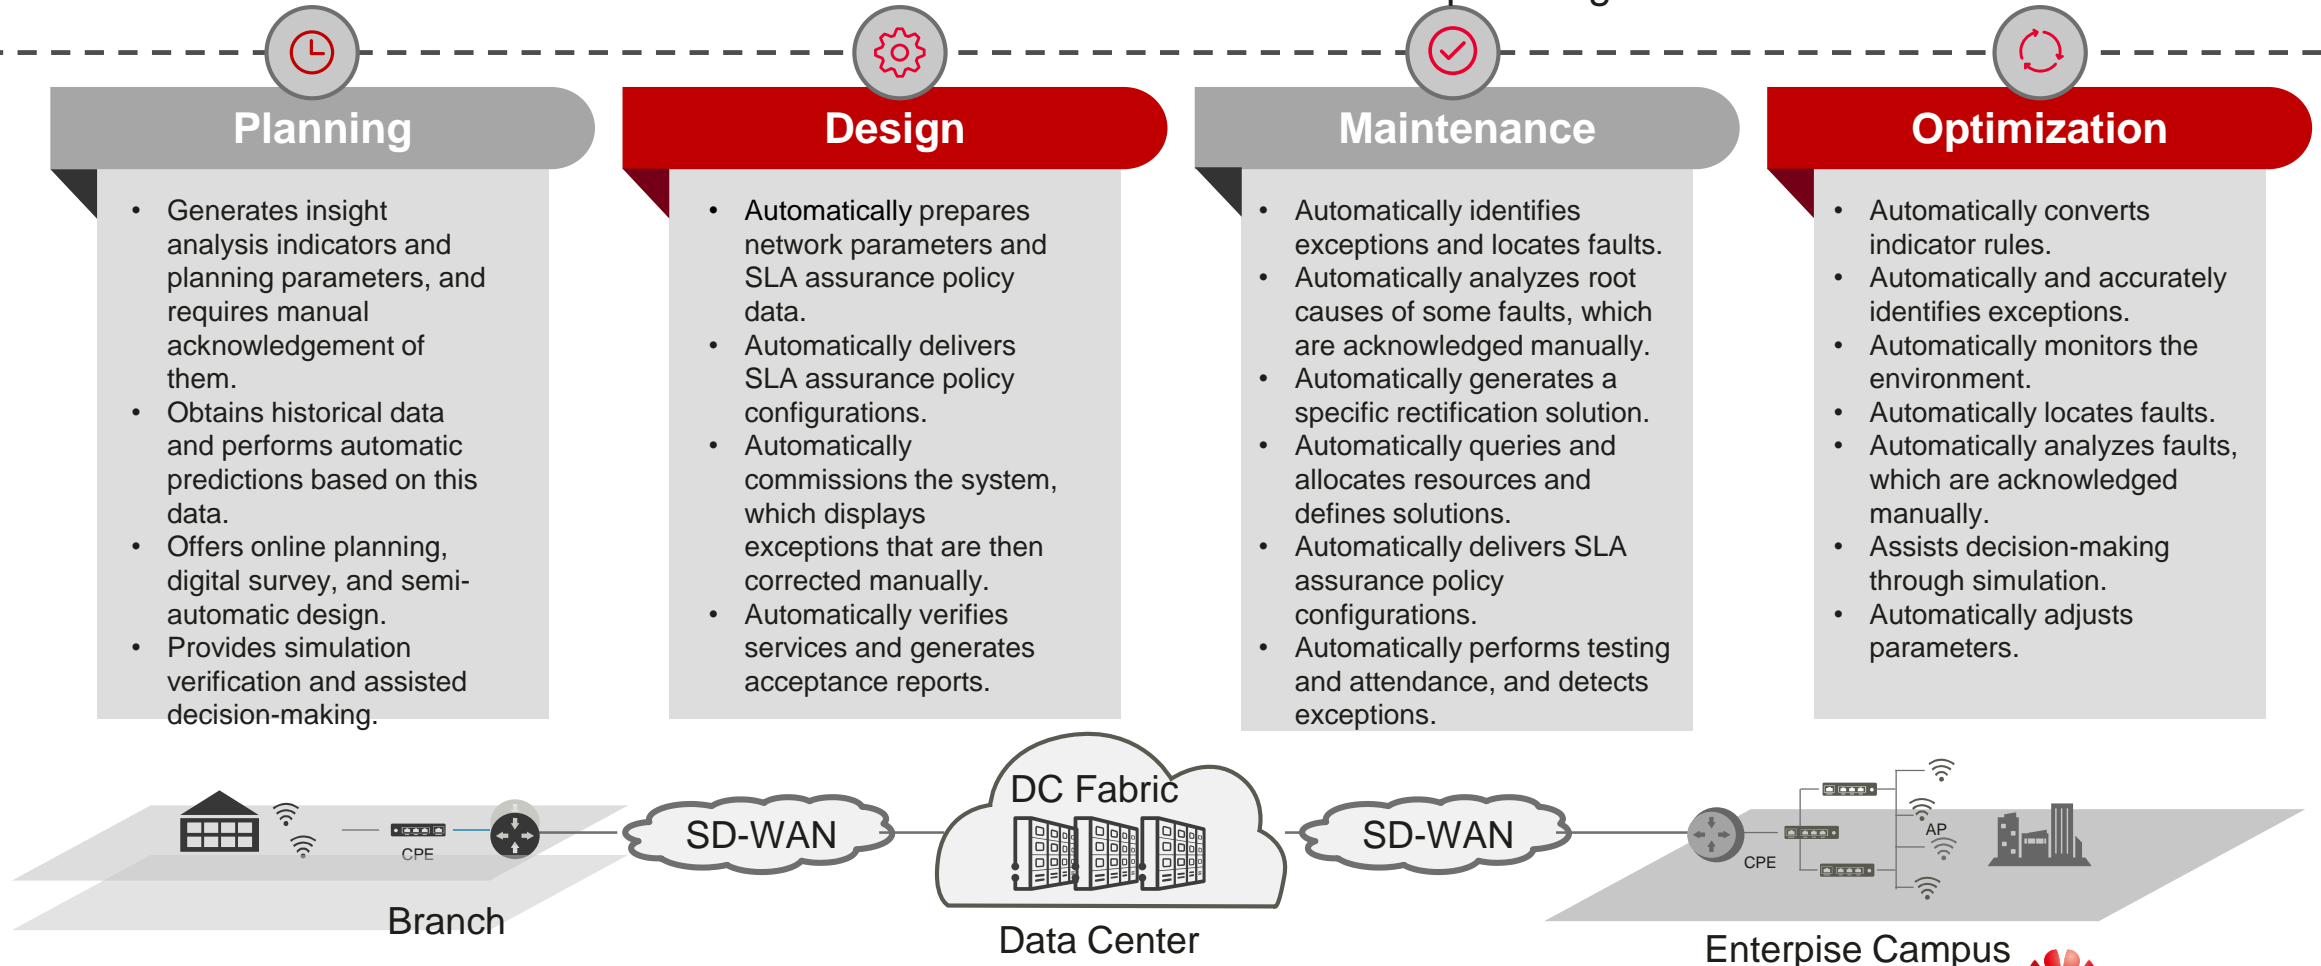 Planning
• Generates insight
analysis indicators and
planning parameters, and
requires manual
acknowledgement of
them.
• Obtains historical data
and performs automatic
predictions based on this
data.
• Offers online planning,
digital survey, and semi-
automatic design.
• Provides simulation
verification and assisted
decision-making.
Design
• Automatically prepares
network parameters and
SLA assurance policy
data.
• Automatically delivers
SLA assurance policy
configurations.
• Automatically
commissions the system,
which displays
exceptions that are then
corrected manually.
• Automatically verifies
services and generates
acceptance reports.
Maintenance
• Automatically identifies
exceptions and locates faults.
• Automatically analyzes root
causes of some faults, which
are acknowledged manually.
• Automatically generates a
specific rectification solution.
• Automatically queries and
allocates resources and
defines solutions.
• Automatically delivers SLA
assurance policy
configurations.
• Automatically performs testing
and attendance, and detects
exceptions.
Optimization
• Automatically converts
indicator rules.
• Automatically and accurately
identifies exceptions.
• Automatically monitors the
environment.
• Automatically locates faults.
• Automatically analyzes faults,
which are acknowledged
manually.
• Assists decision-making
through simulation.
• Automatically adjusts
parameters.
CPE
Branch
SD-WAN
DC Fabric
Data Center
SD-WAN
CPE
AP
Enterpise Campus